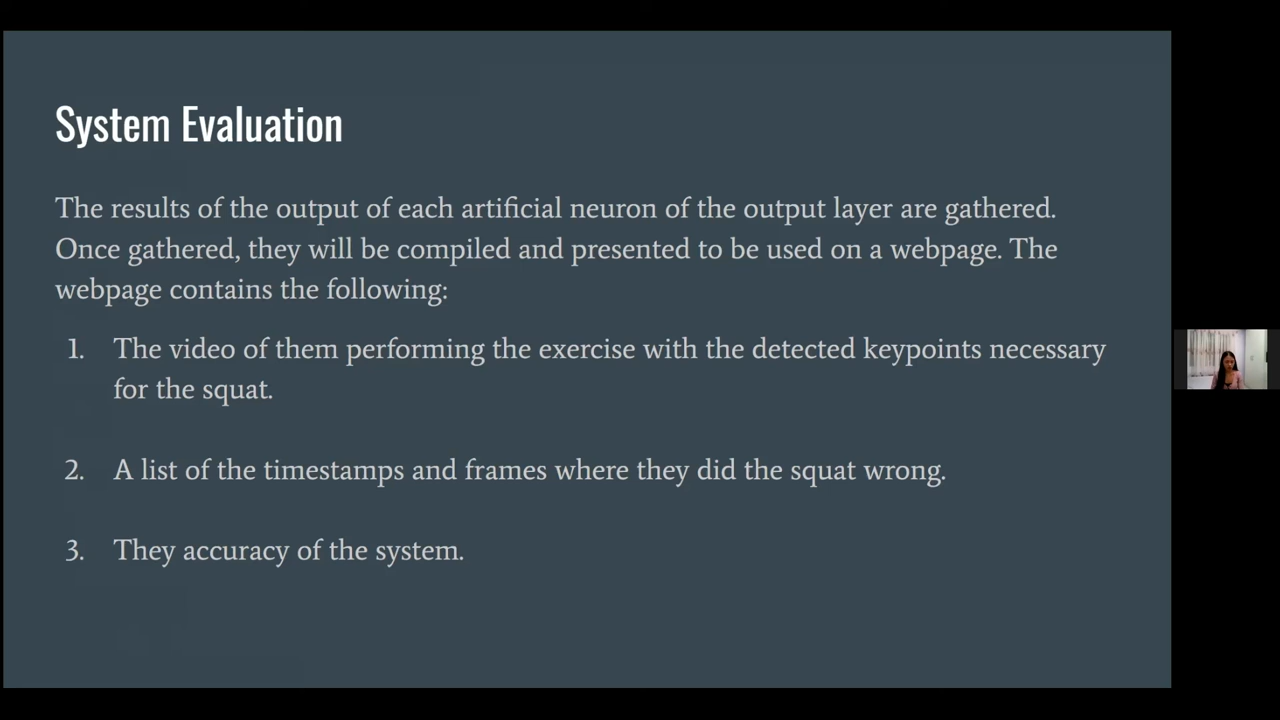 System Evaluation
The results of the output of each artificial neuron of the output layer are gathered.
Once gathered, they will be compiled and presented to be used on a webpage. The
webpage contains the following:
1. The video of them performing the exercise with the detected keypoints necessary
for the squat.
2. A list of the timestamps and frames where they did the squat wrong.
3. They accuracy of the system.